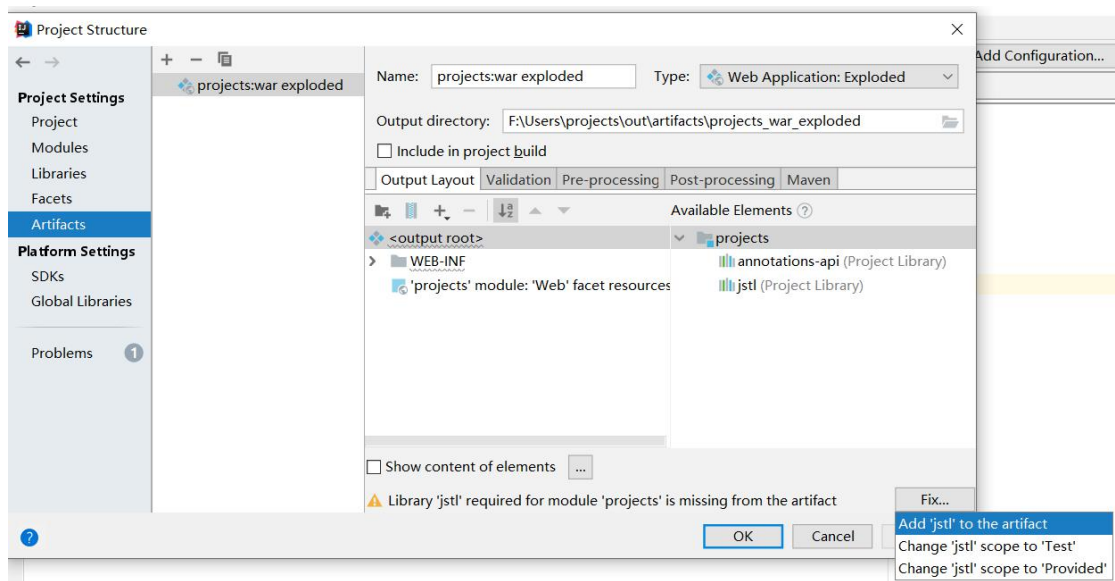 Project Structure
Add Configuration...
Project Settings
Project
Modules
Libraries
Facets
Artifacts
Platform Settings
SDKs
Global Libraries
Problems 1
projects:war exploded
Name: projects:war exploded Type: Web Application: Exploded
Output directory: F:\Users\projects\out\artifacts\projects_war_exploded
Include in project build
Output Layout Validation Pre-processing Post-processing Maven
Available Elements ?
<output root>
WEB-INF
'projects' module: 'Web' facet resources
projects
annotations-api (Project Library)
jstl (Project Library)
Show content of elements ...
Library 'jstl' required for module 'projects' is missing from the artifact Fix...
? OK Cancel
Add 'jstl' to the artifact
Change 'jstl' scope to 'Test'
Change 'jstl' scope to 'Provided'